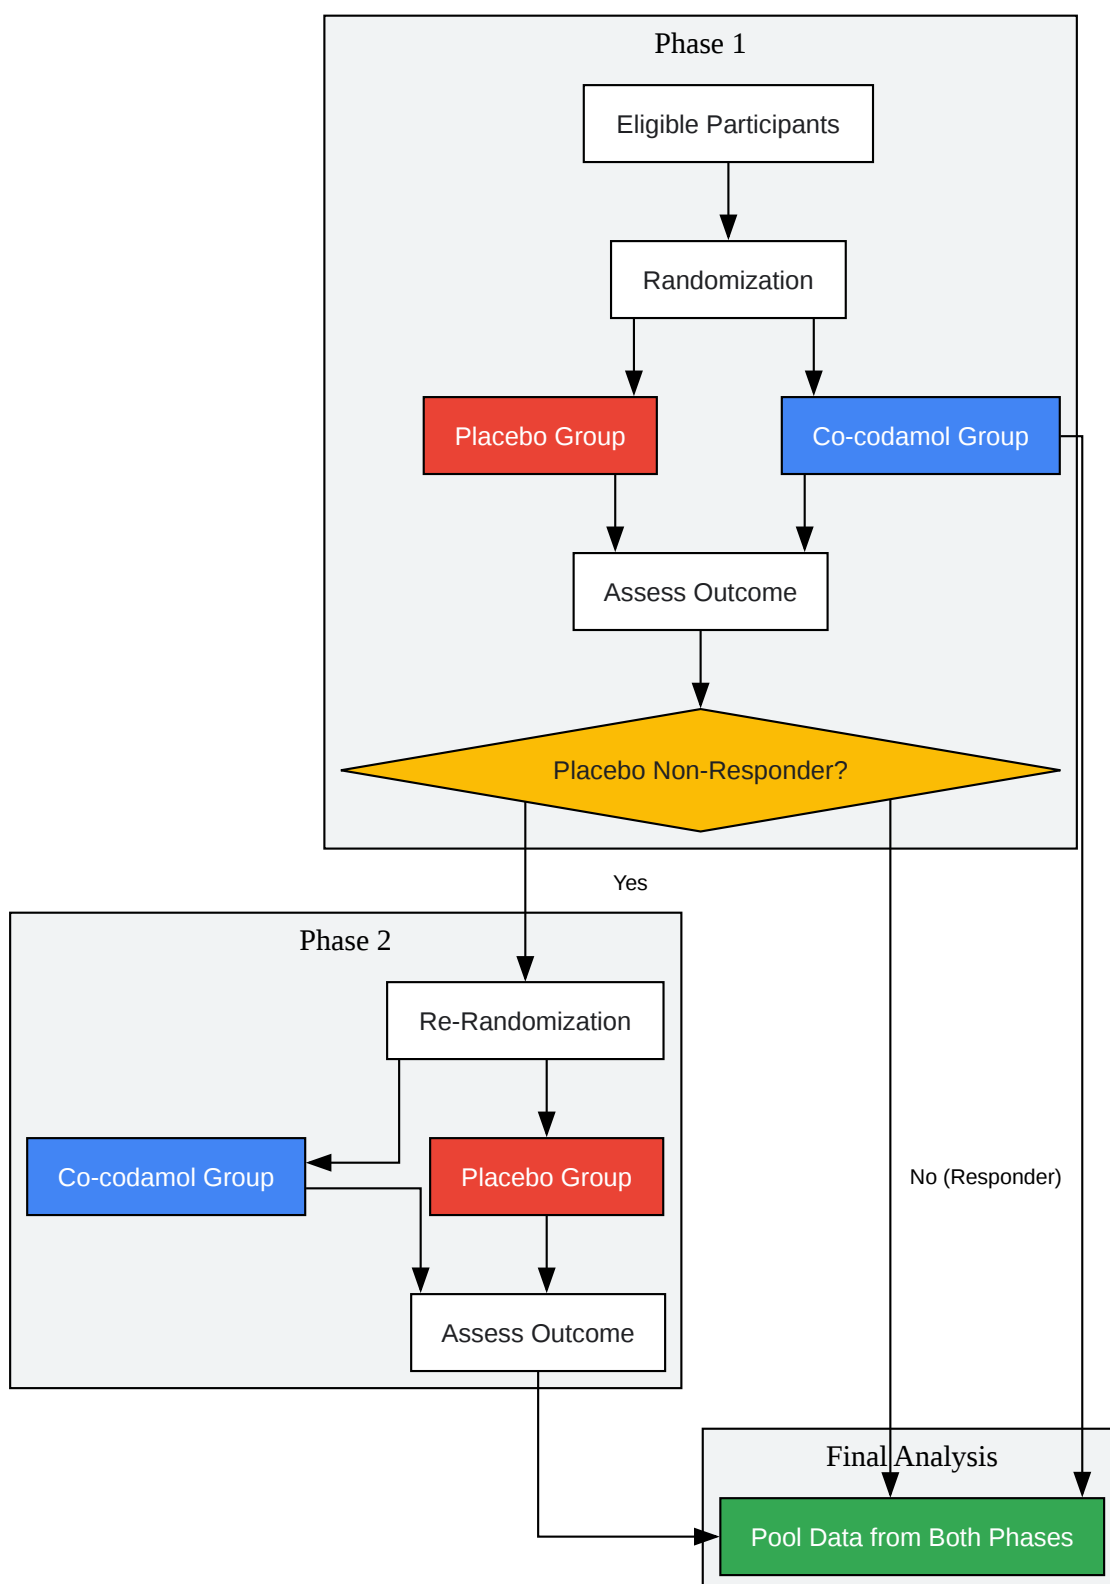 Phase 1
Eligible Participants
Randomization
Placebo Group
Co-codamol Group
Assess Outcome
Placebo Non-Responder?
Yes
Phase 2
Re-Randomization
Co-codamol Group
Placebo Group
No (Responder)
Assess Outcome
Final Analysis
Pool Data from Both Phases